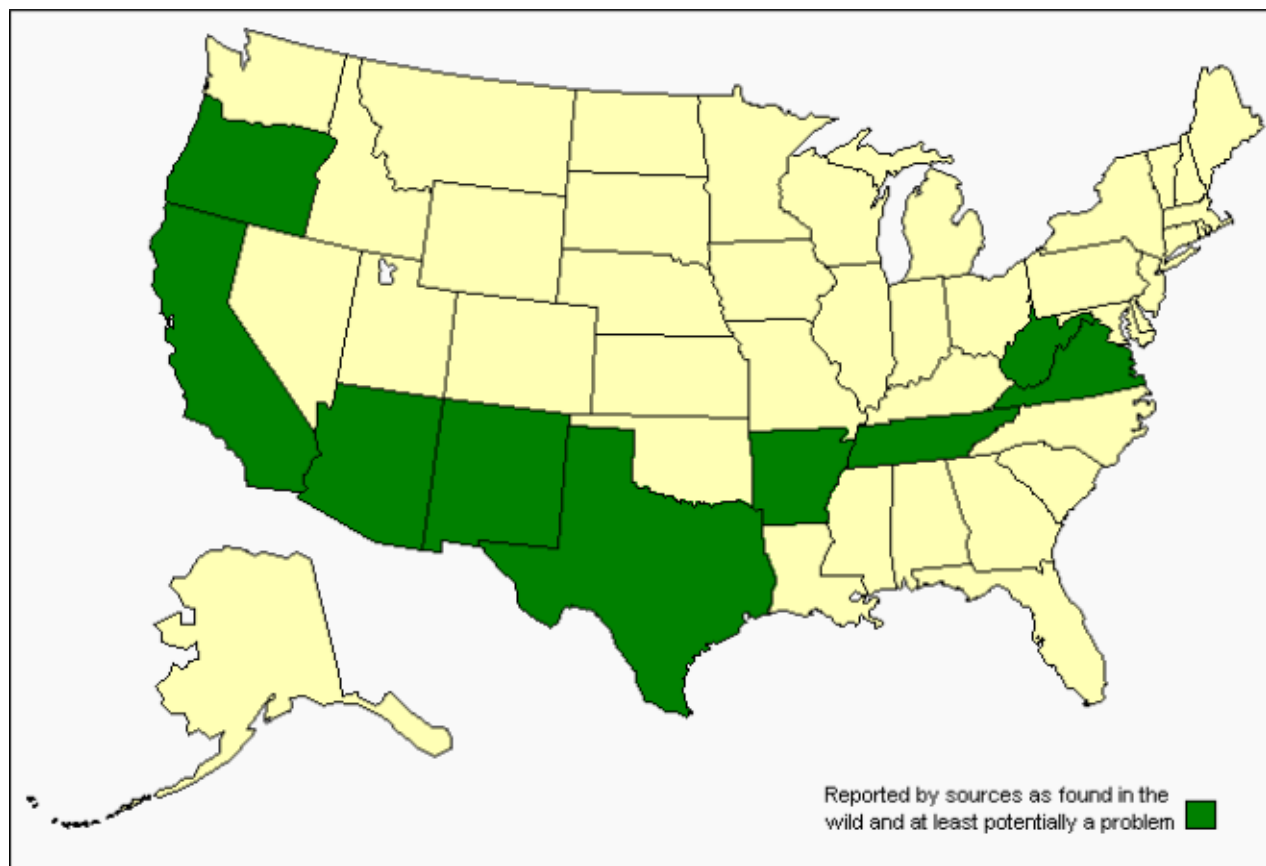 Reported by sources as found in the
wild and at least potentially a problem